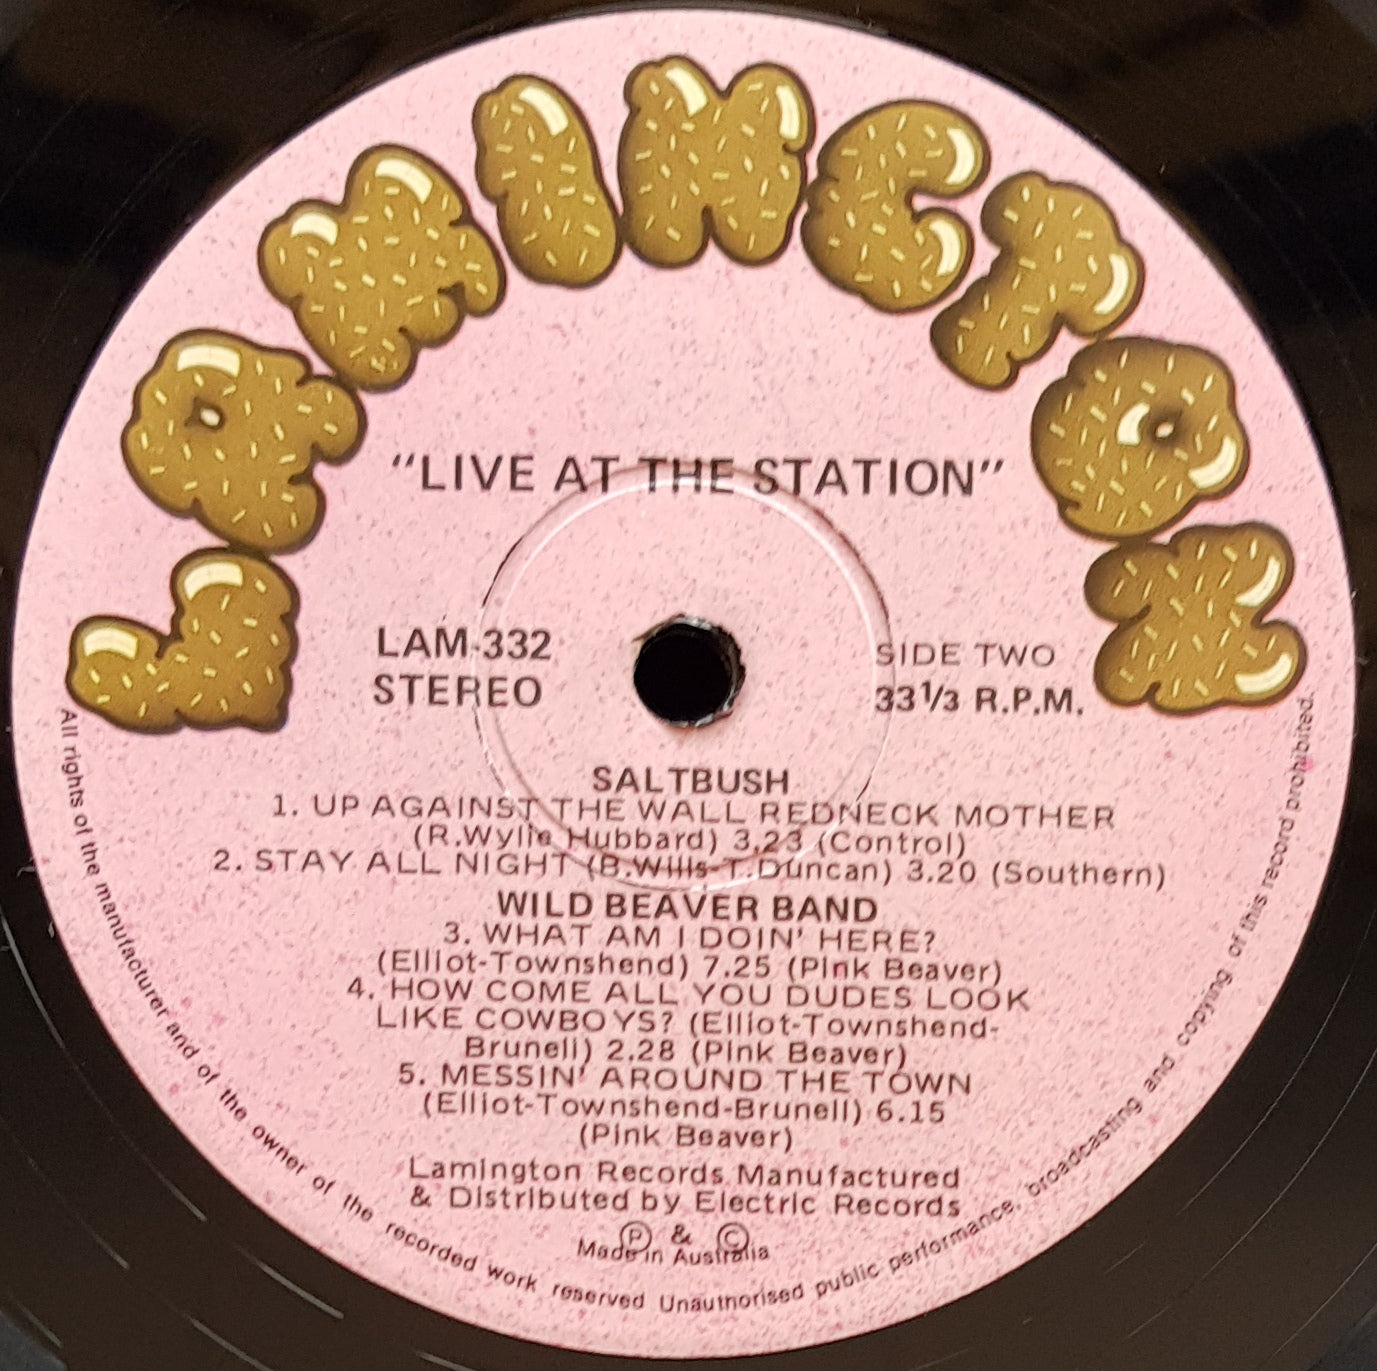 LAMINGTON
"LIVE AT THE STATION"
LAM-332
STEREO
SIDE TWO
33 1/3 R.P.M.
SALTBUSH
1. UP AGAINST THE WALL REDNECK MOTHER
(R.Wylie Hubbard) 3.23 (Control)
2. STAY ALL NIGHT (B.Wills-T.Duncan) 3.20 (Southern)
WILD BEAVER BAND
3. WHAT AM I DOIN' HERE?
(Elliot-Townshend) 7.25 (Pink Beaver)
4. HOW COME ALL YOU DUDES LOOK
LIKE COWBOYS? (Elliot-Townshend-
Brunell) 2.28 (Pink Beaver)
5. MESSIN' AROUND THE TOWN
(Elliot-Townshend-Brunell) 6.15
(Pink Beaver)
Lamington Records Manufactured
& Distributed by Electric Records
Ⓟ & Ⓒ
Made in Australia
All rights of the manufacturer and of the owner of the recorded work reserved Unauthorised public performance, broadcasting and copying of this record prohibited.